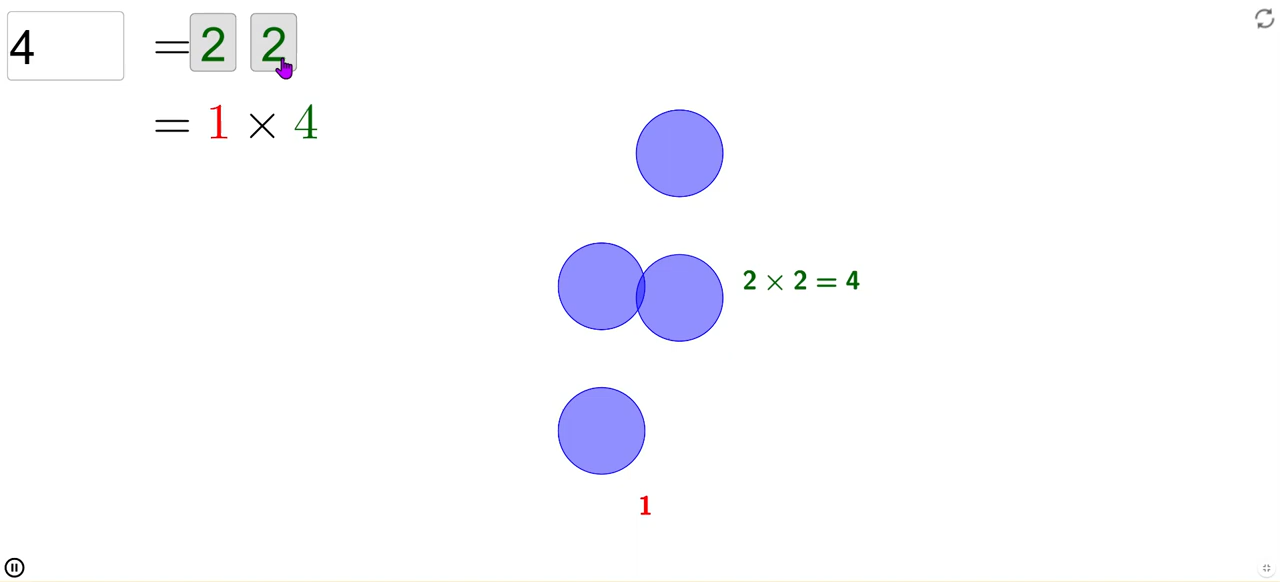 4 = 2 2
= 1 × 4
2 × 2 = 4
1